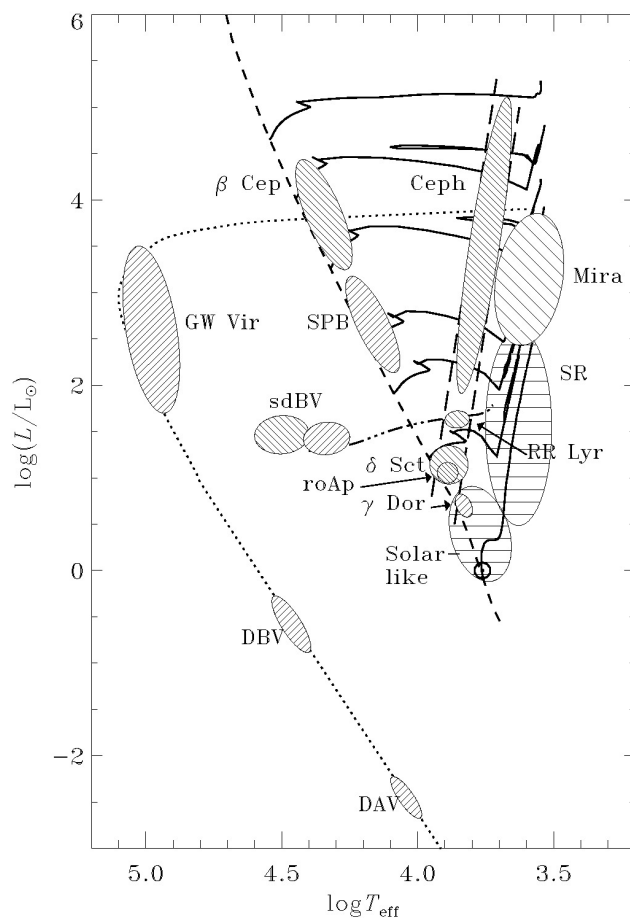 6
4
2
0
−2
β Cep
Ceph
Mira
GW Vir
SPB
SR
sdBV
RR Lyr
δ Sct
roAp
γ Dor
Solar
like
DBV
DAV
5.0
4.5
4.0
3.5
log(L/L☉)
log Teff